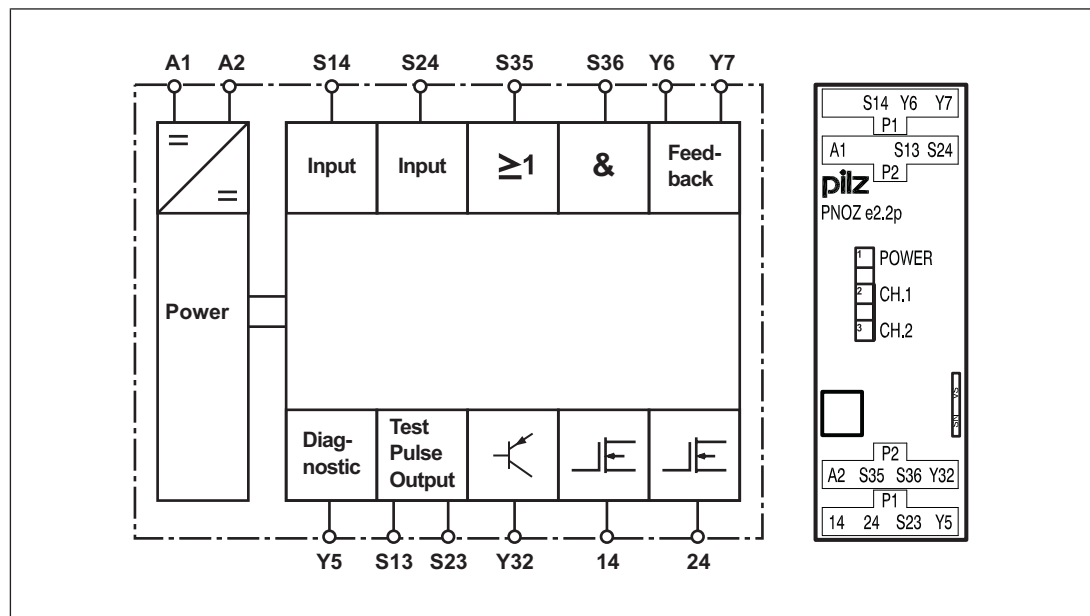 A1 A2 S14 S24 S35 S36 Y6 Y7
Input Input ≥1 & Feed-
back
Power
Diag-
nostic
Test
Pulse
Output
Y5 S13 S23 Y32 14 24
S14 Y6 Y7
P1
A1 S13 S24
P2
pilz
PNOZ e2.2p
1 POWER
2 CH.1
3 CH.2
SN VS
P2
A2 S35 S36 Y32
P1
14 24 S23 Y5